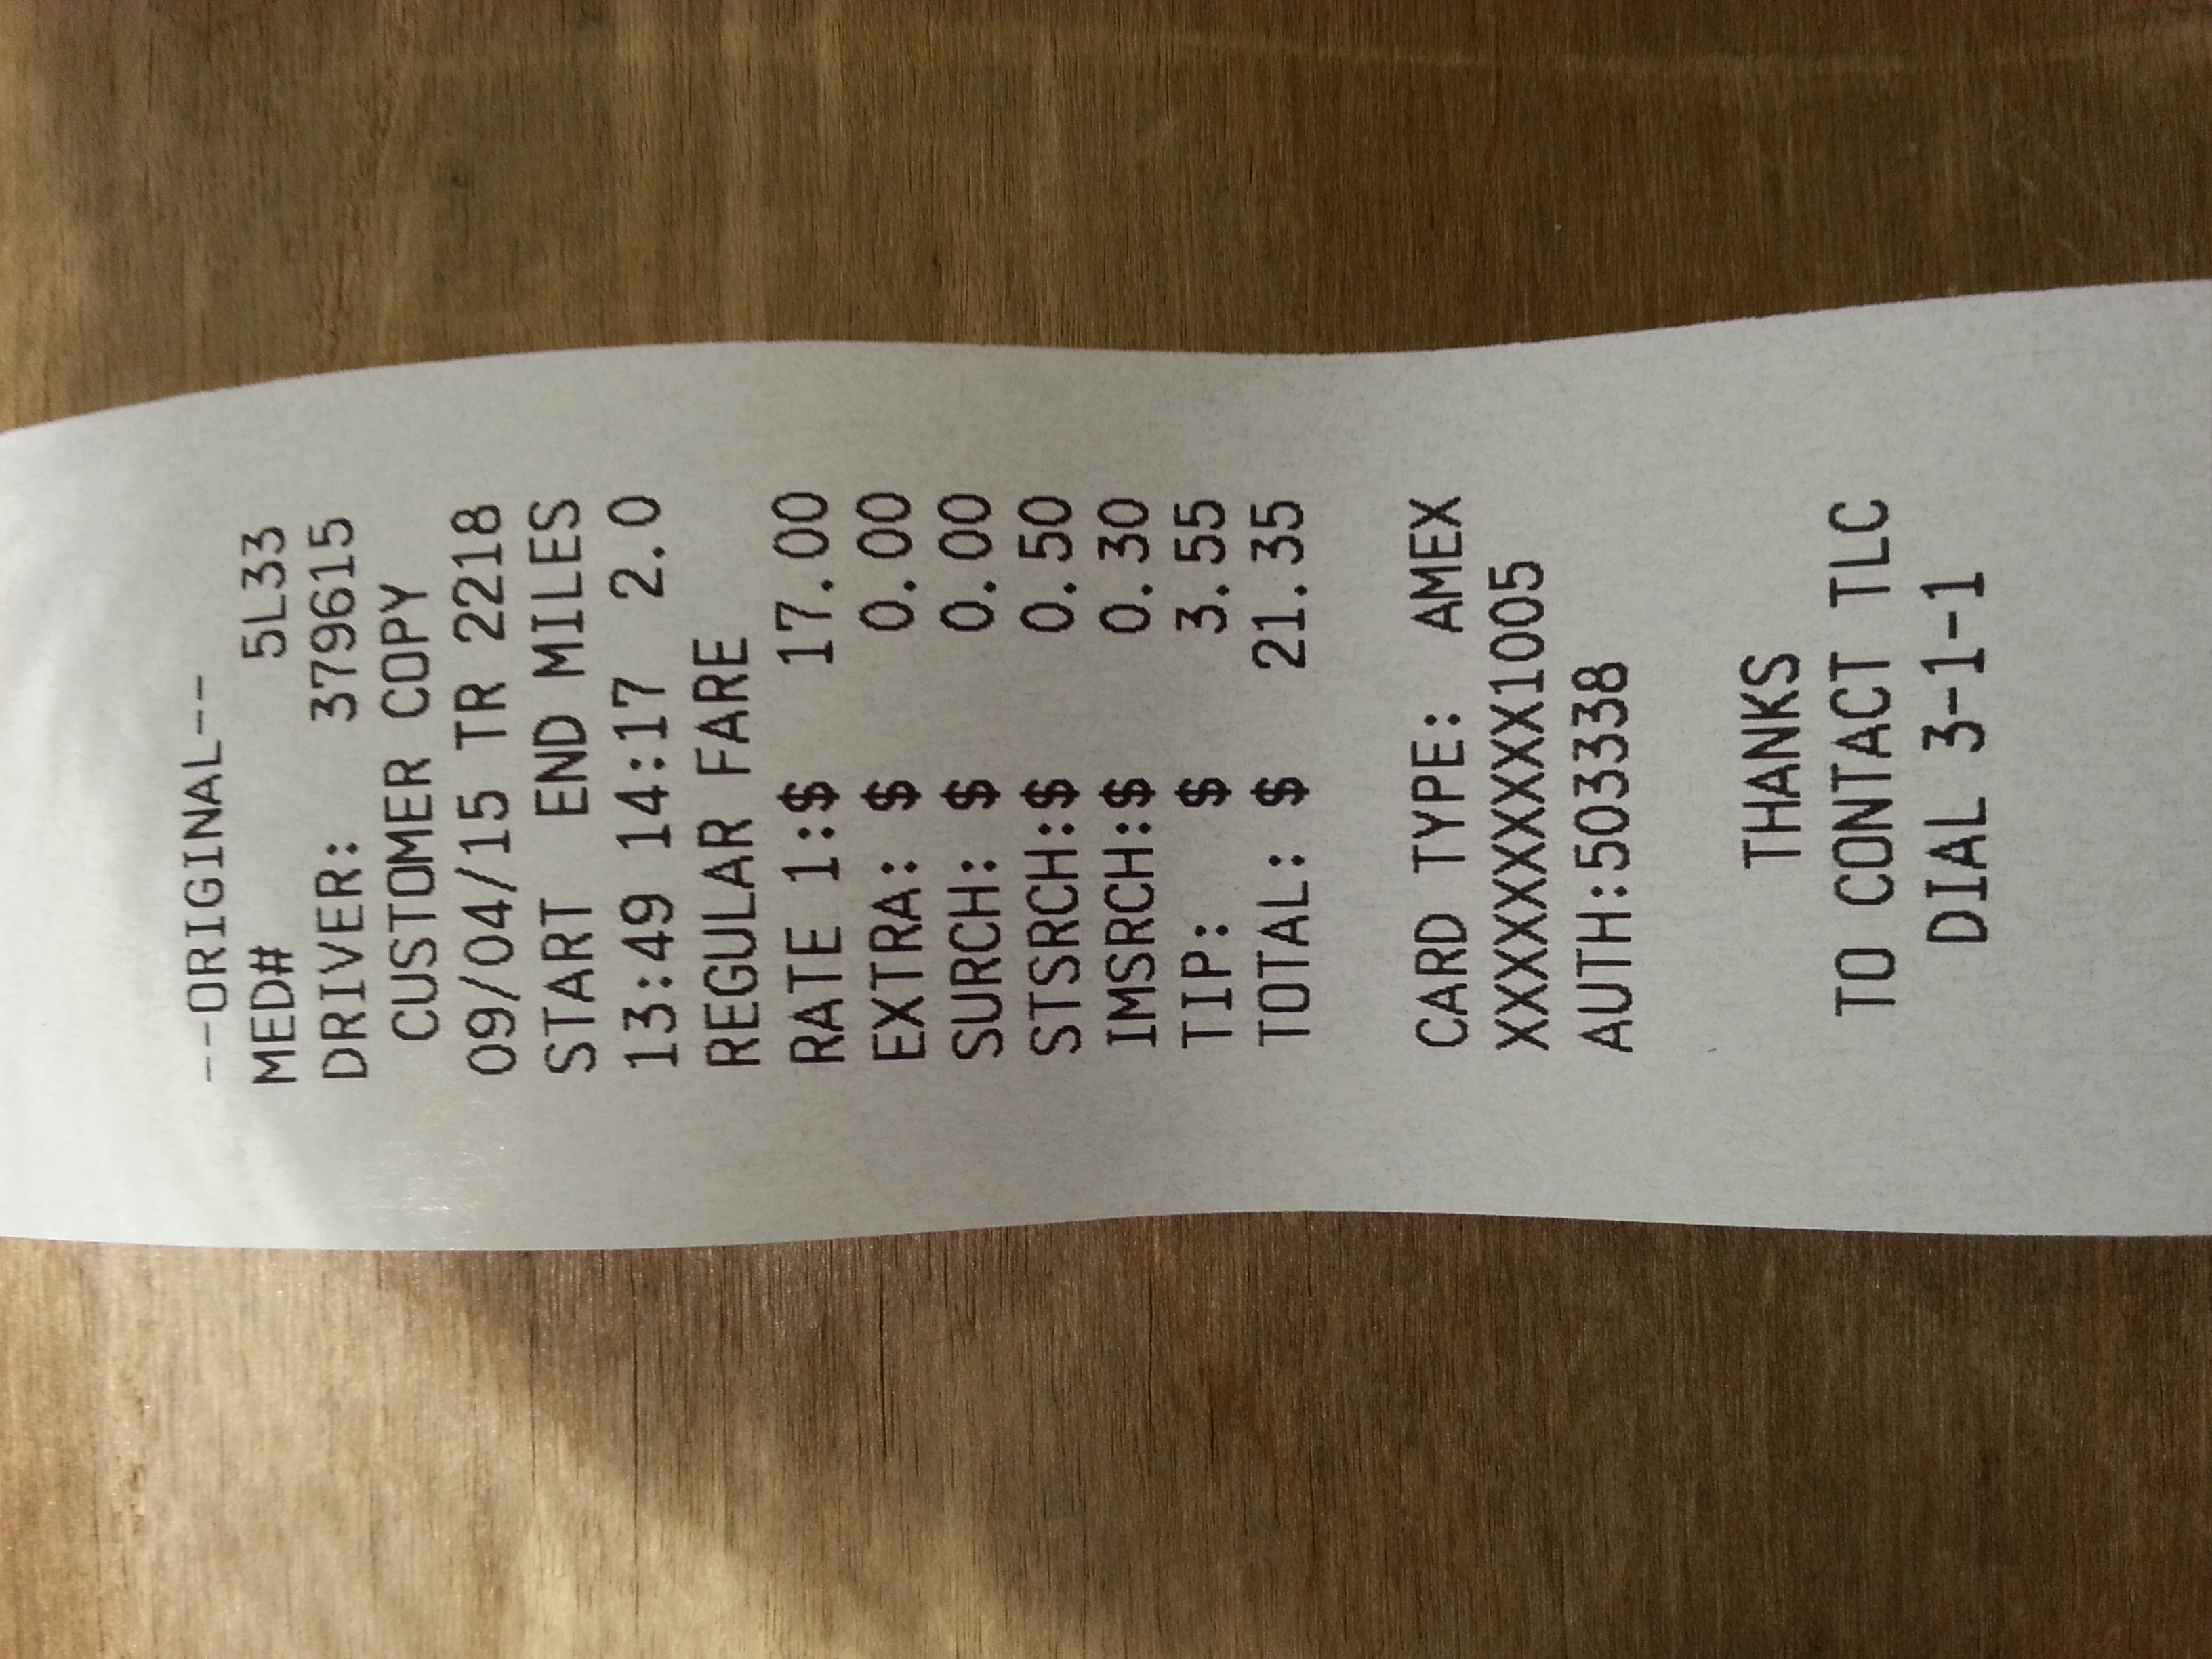 --ORIGINAL--
MED# 5L33
DRIVER: 379615
CUSTOMER COPY
09/04/15 TR 2218
START END MILES
13:49 14:17 2.0
REGULAR FARE
RATE 1:$ 17.00
EXTRA: $ 0.00
SURCH: $ 0.00
STSRCH:$ 0.50
IMSRCH:$ 0.30
TIP: $ 3.55
TOTAL: $ 21.35
CARD TYPE: AMEX
XXXXXXXXXXX1005
AUTH:503338
THANKS
TO CONTACT TLC
DIAL 3-1-1